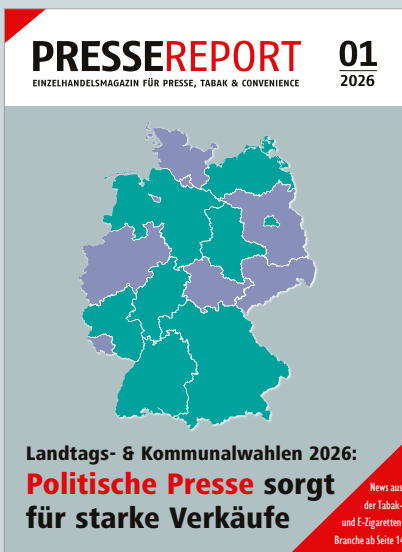 PRESSEREPORT
EINZELHANDELSMAGAZIN FÜR PRESSE, TABAK & CONVENIENCE
01
2026
Landtags- & Kommunalwahlen 2026:
Politische Presse sorgt
für starke Verkäufe
News aus
der Tabak-
und E-Zigaretten-
Branche ab Seite 14